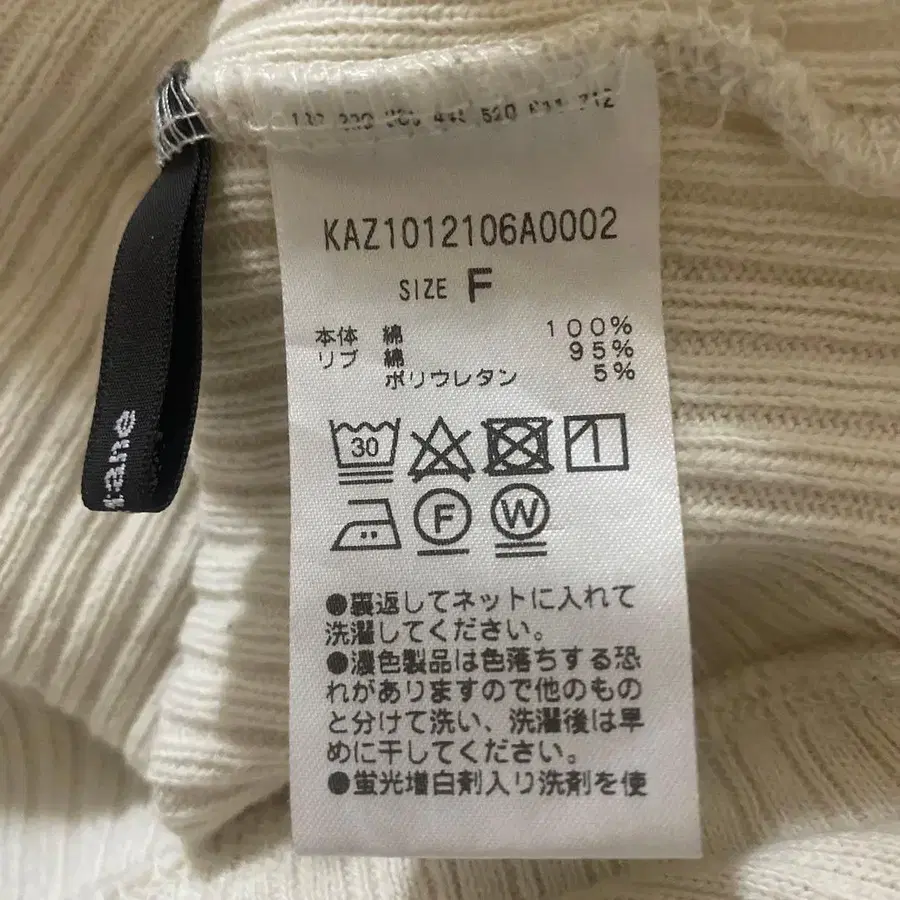 KAZ1012106A0002
SIZE F
本体 綿 100%
リブ 綿 95%
ポリウレタン 5%
30
1
F
W
●裏返してネットに入れて
洗濯してください。
●濃色製品は色落ちする恐
れがありますので他のもの
と分けて洗い、洗濯後は早
めに干してください。
●蛍光増白剤入り洗剤を使
tane